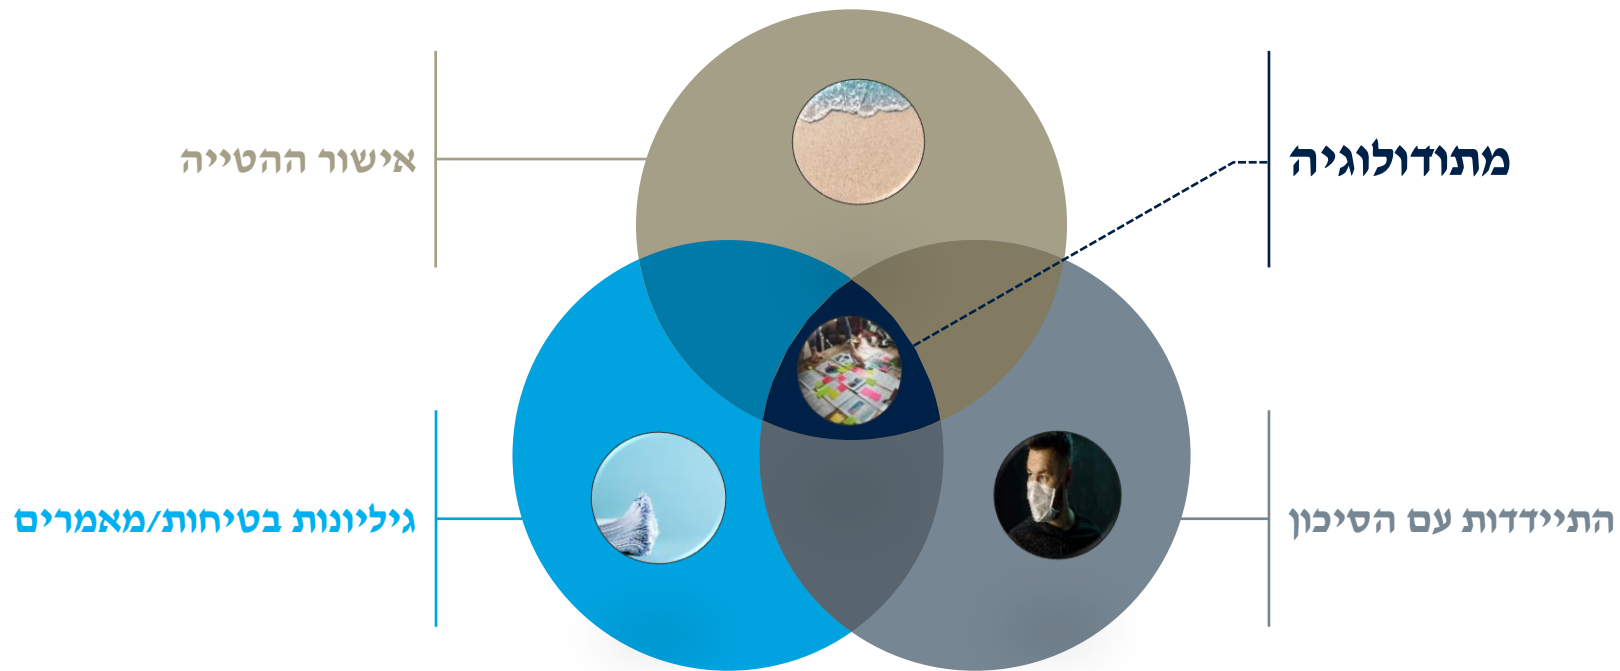 מתודולוגיה
אישור ההטייה
התיידדות עם הסיכון
גיליונות בטיחות/מאמרים